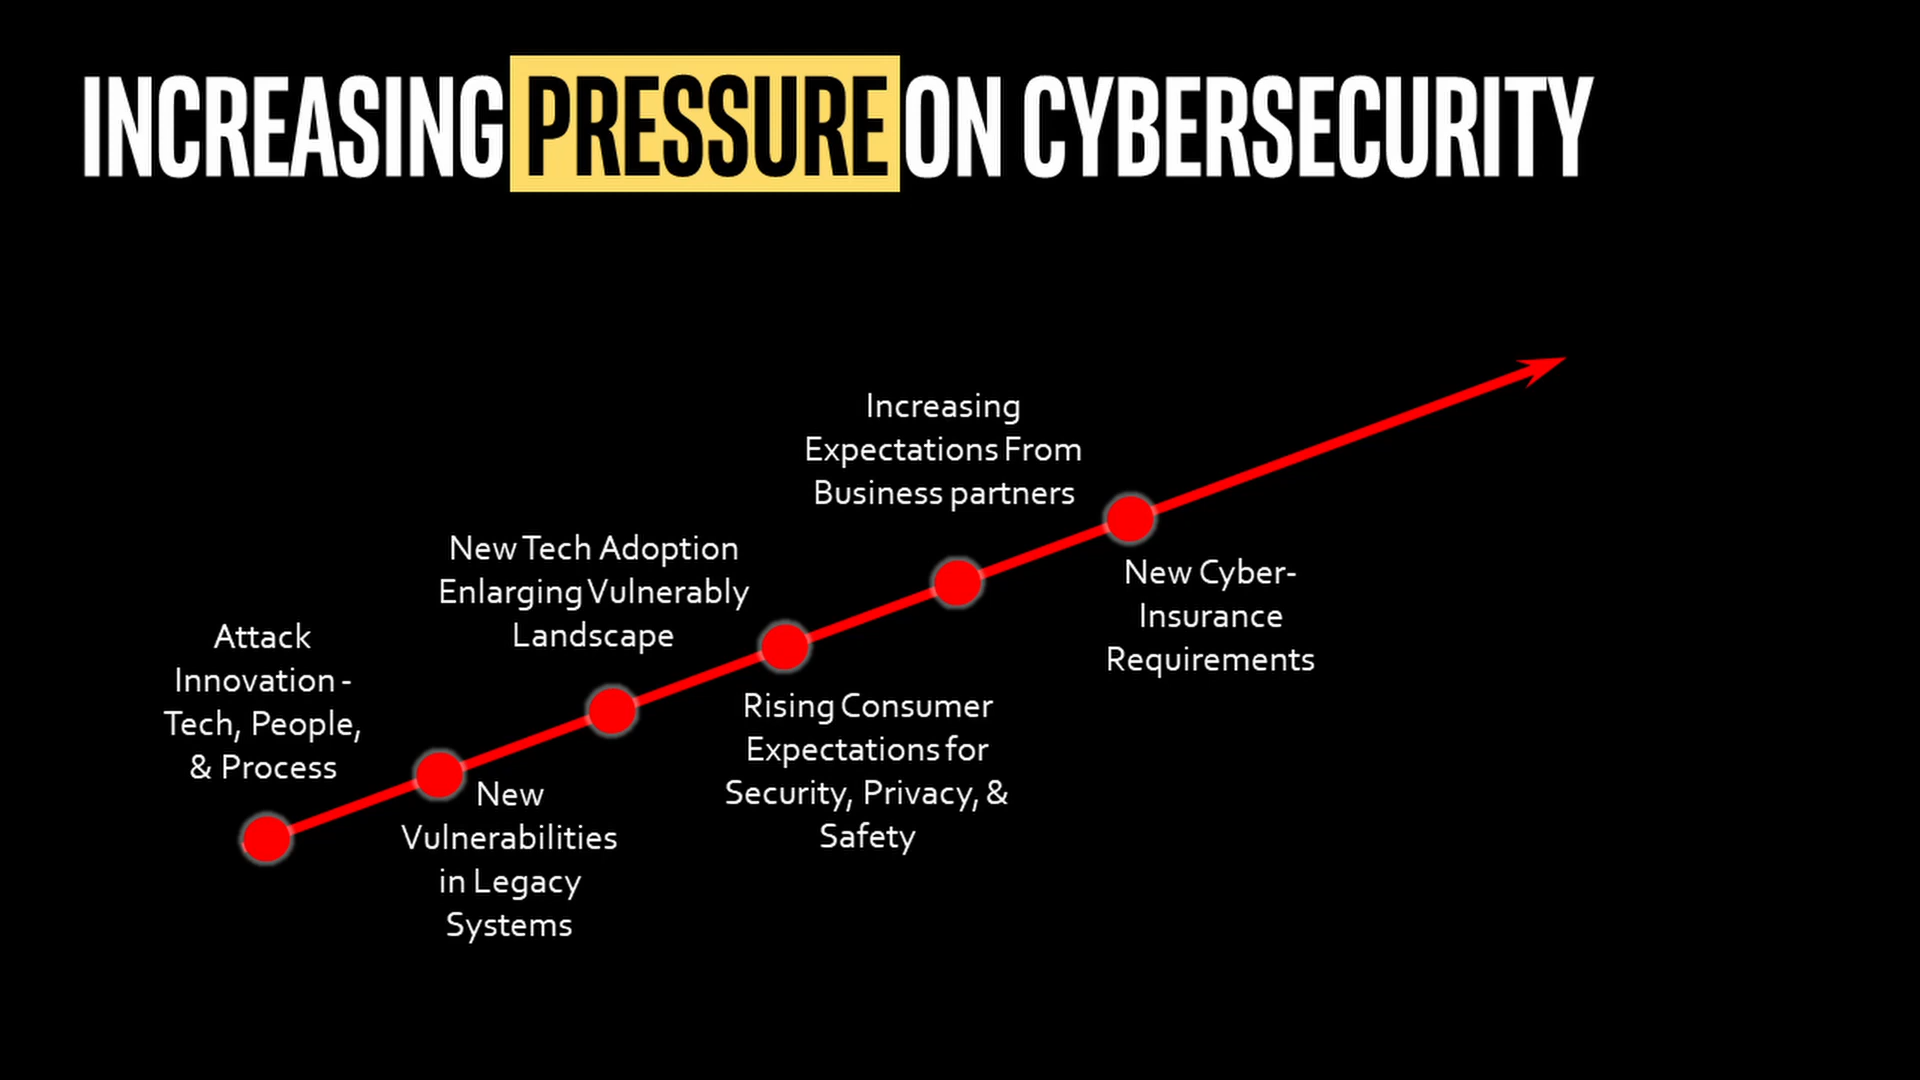 INCREASING PRESSURE ON CYBERSECURITY
Attack
Innovation -
Tech, People,
& Process
New
Vulnerabilities
in Legacy
Systems
New Tech Adoption
Enlarging Vulnerably
Landscape
Rising Consumer
Expectations for
Security, Privacy, &
Safety
Increasing
Expectations From
Business partners
New Cyber-
Insurance
Requirements